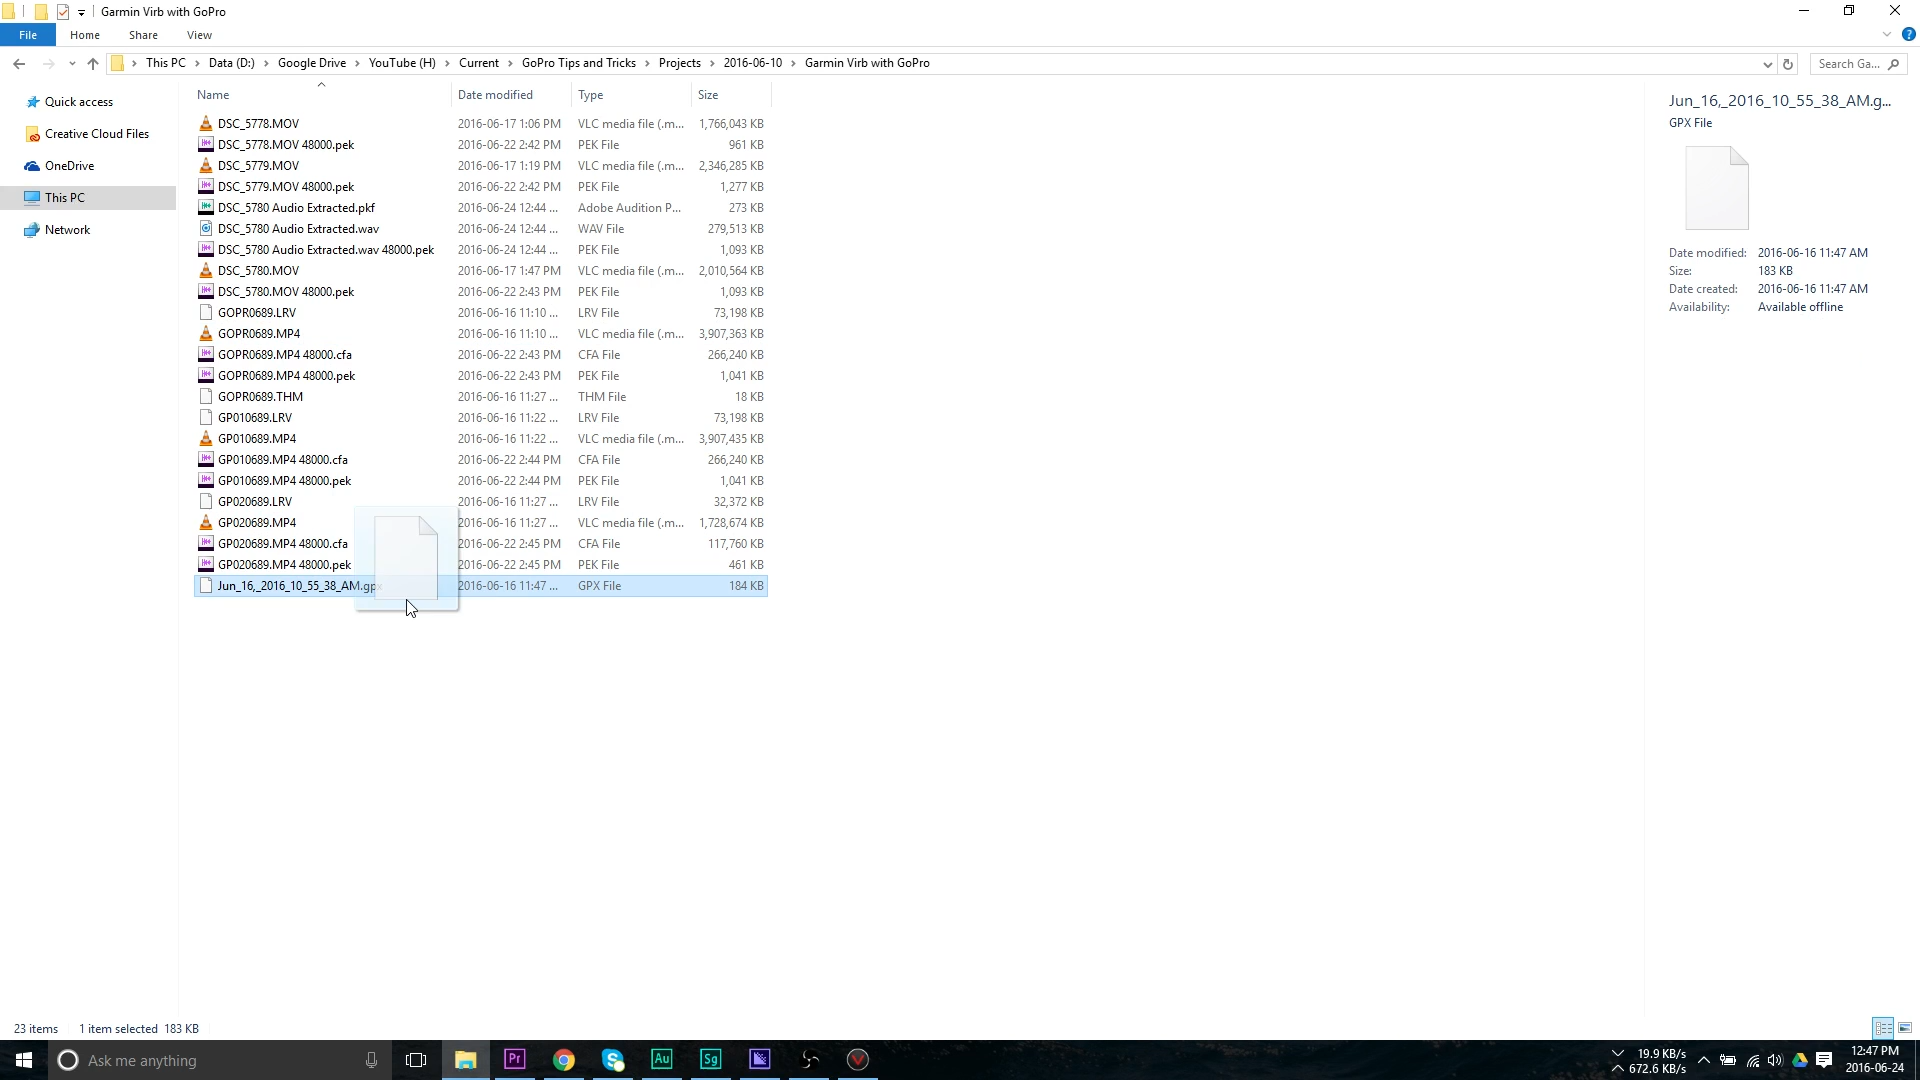 Garmin Virb with GoPro
File Home Share View
This PC Data (D:) Google Drive YouTube (H) Current GoPro Tips and Tricks Projects 2016-06-10 Garmin Virb with GoPro Search Ga...
Quick access
Creative Cloud Files
OneDrive
This PC
Network
Name Date modified Type Size
DSC_5778.MOV 2016-06-17 1:06 PM VLC media file (.m... 1,766,043 KB
DSC_5778.MOV 48000.pek 2016-06-22 2:42 PM PEK File 961 KB
DSC_5779.MOV 2016-06-17 1:19 PM VLC media file (.m... 2,346,285 KB
DSC_5779.MOV 48000.pek 2016-06-22 2:42 PM PEK File 1,277 KB
DSC_5780 Audio Extracted.pkf 2016-06-24 12:44 ... Adobe Audition P... 273 KB
DSC_5780 Audio Extracted.wav 2016-06-24 12:44 ... WAV File 279,513 KB
DSC_5780 Audio Extracted.wav 48000.pek 2016-06-24 12:44 ... PEK File 1,093 KB
DSC_5780.MOV 2016-06-17 1:47 PM VLC media file (.m... 2,010,564 KB
DSC_5780.MOV 48000.pek 2016-06-22 2:43 PM PEK File 1,093 KB
GOPR0689.LRV 2016-06-16 11:10 ... LRV File 73,198 KB
GOPR0689.MP4 2016-06-16 11:10 ... VLC media file (.m... 3,907,363 KB
GOPR0689.MP4 48000.cfa 2016-06-22 2:43 PM CFA File 266,240 KB
GOPR0689.MP4 48000.pek 2016-06-22 2:43 PM PEK File 1,041 KB
GOPR0689.THM 2016-06-16 11:27 ... THM File 18 KB
GP010689.LRV 2016-06-16 11:22 ... LRV File 73,198 KB
GP010689.MP4 2016-06-16 11:22 ... VLC media file (.m... 3,907,435 KB
GP010689.MP4 48000.cfa 2016-06-22 2:44 PM CFA File 266,240 KB
GP010689.MP4 48000.pek 2016-06-22 2:44 PM PEK File 1,041 KB
GP020689.LRV 2016-06-16 11:27 ... LRV File 32,372 KB
GP020689.MP4 2016-06-16 11:27 ... VLC media file (.m... 1,728,674 KB
GP020689.MP4 48000.cfa 2016-06-22 2:45 PM CFA File 117,760 KB
GP020689.MP4 48000.pek 2016-06-22 2:45 PM PEK File 461 KB
Jun_16,_2016_10_55_38_AM.gpx 2016-06-16 11:47 ... GPX File 184 KB
Jun_16,_2016_10_55_38_AM.g...
GPX File
Date modified: 2016-06-16 11:47 AM
Size: 183 KB
Date created: 2016-06-16 11:47 AM
Availability: Available offline
23 items 1 item selected 183 KB
Ask me anything Pr Au Sg
19.9 KB/s
672.6 KB/s
12:47 PM
2016-06-24